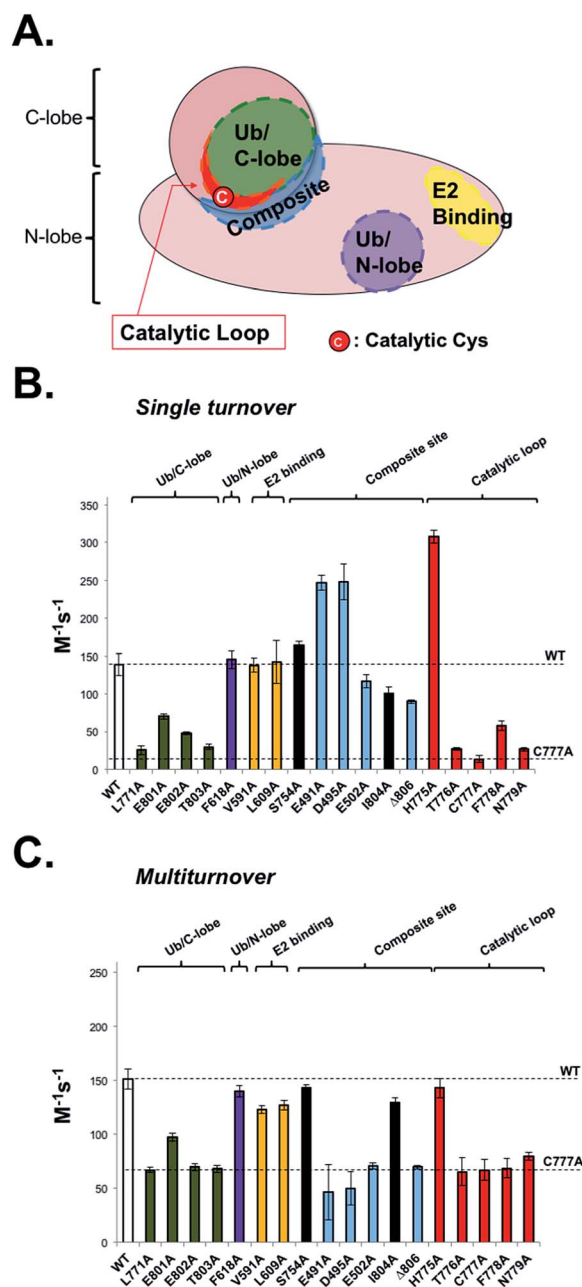 A.
C-lobe
N-lobe
Ub/
C-lobe
C
Composite
Ub/
N-lobe
E2
Binding
Catalytic Loop
C : Catalytic Cys
B.
Single turnover
Ub/C-lobe
Ub/N-lobe
E2 binding
Composite site
Catalytic loop
M-1s-1
350
300
250
200
150
100
50
0
WT
C777A
WT
L771A
E801A
E802A
T803A
F618A
V591A
L609A
S754A
E491A
D495A
E502A
I804A
Δ806
H775A
T776A
C777A
F778A
N779A
C.
Multiturnover
Ub/C-lobe
Ub/N-lobe
E2 binding
Composite site
Catalytic loop
M-1s-1
250
200
150
100
50
0
WT
C777A
WT
L771A
E801A
E802A
T803A
F618A
V591A
L609A
S754A
E491A
D495A
E502A
I804A
Δ806
H775A
T776A
C777A
F778A
N779A